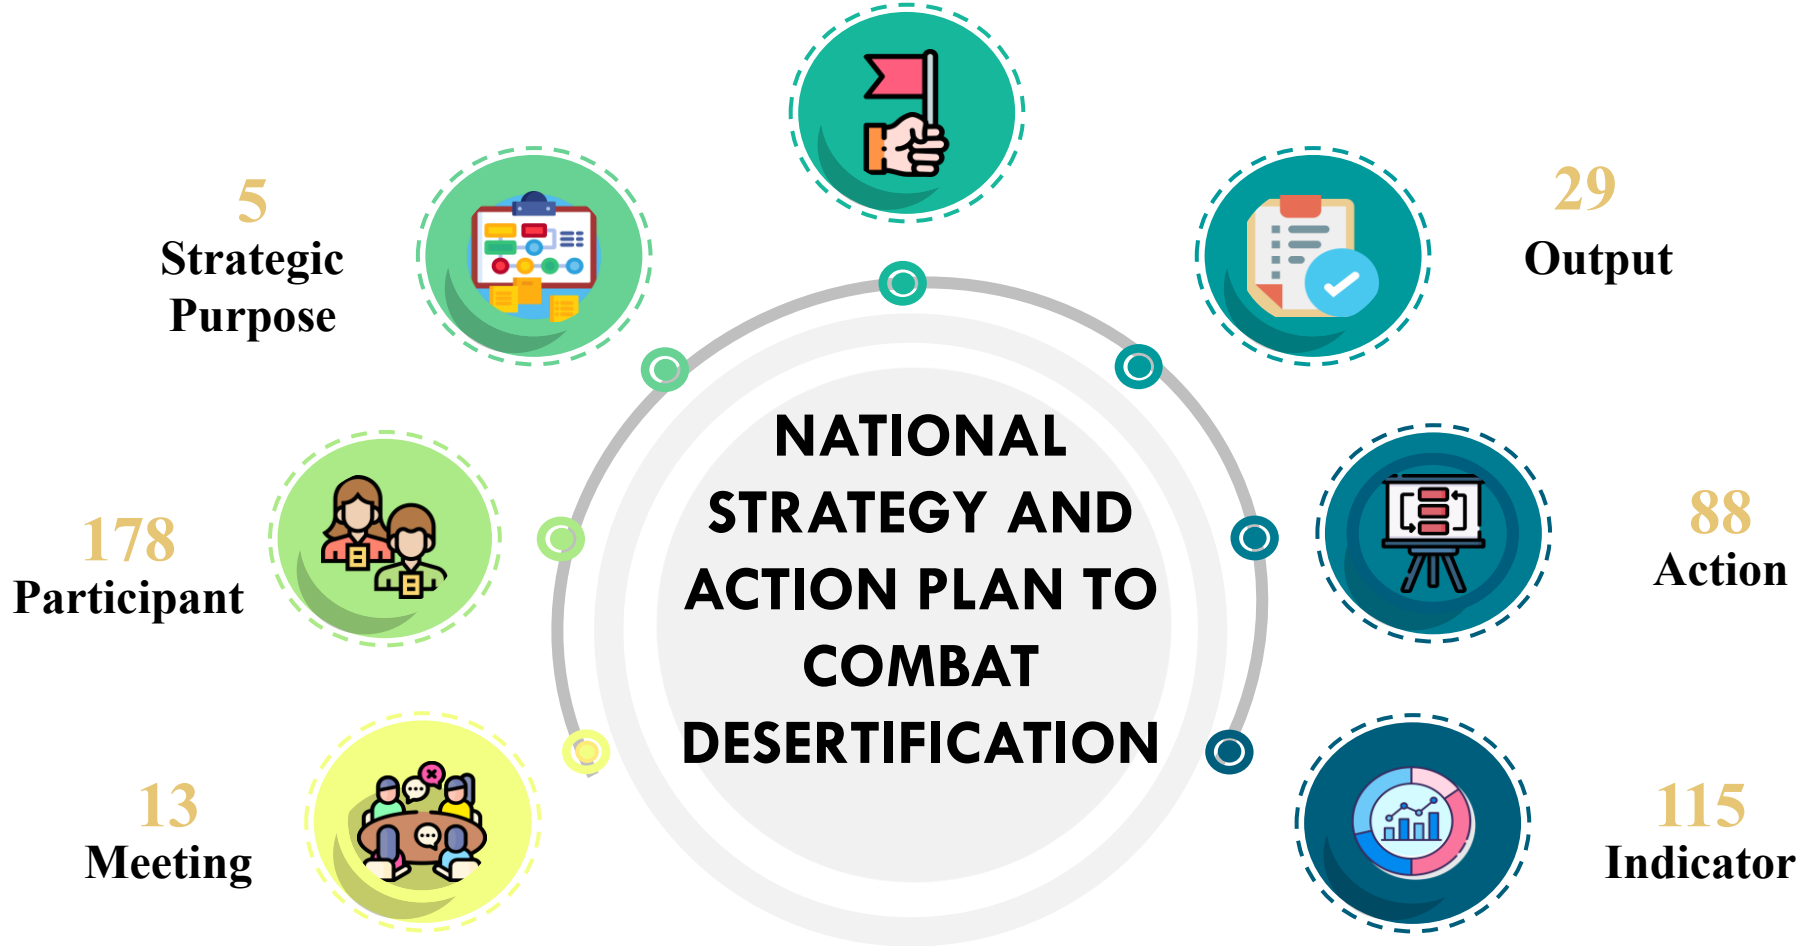 5
Strategic
Purpose
29
Output
178
Participant
88
Action
13
Meeting
115
Indicator
NATIONAL
STRATEGY AND
ACTION PLAN TO
COMBAT
DESERTIFICATION